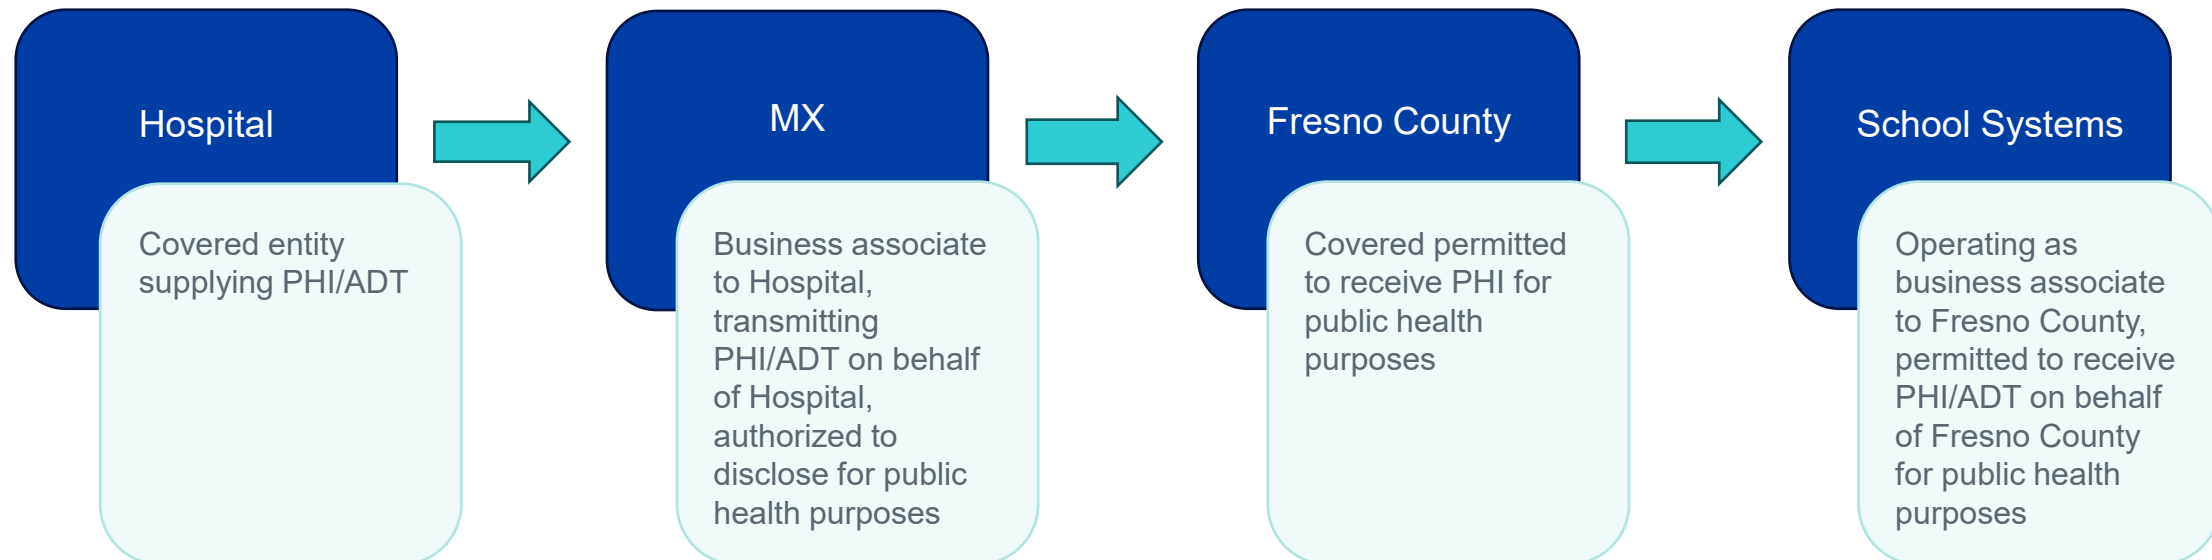 Hospital
Covered entity
supplying PHI/ADT
MX
Business associate
to Hospital,
transmitting
PHI/ADT on behalf
of Hospital,
authorized to
disclose for public
health purposes
Fresno County
Covered permitted
to receive PHI for
public health
purposes
School Systems
Operating as
business associate
to Fresno County,
permitted to receive
PHI/ADT on behalf
of Fresno County
for public health
purposes